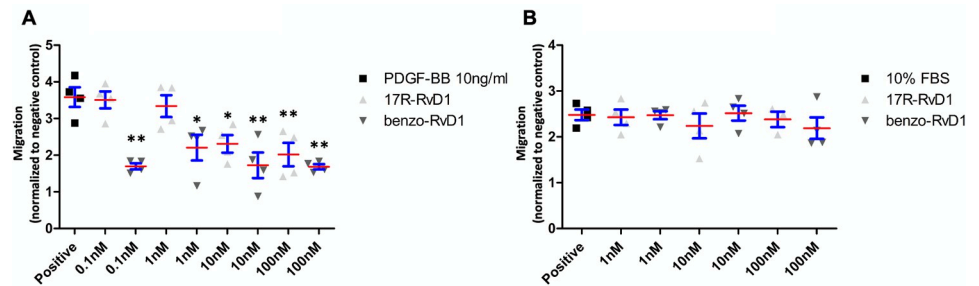 A
B
Migration
(normalized to negative control)
5
4
3
2
1
0
**
*
*
**
**
**
Positive
0.1nM
0.1nM
1nM
1nM
10nM
10nM
100nM
100nM
PDGF-BB 10ng/ml
17R-RvD1
benzo-RvD1
Migration
(normalized to negative control)
4
3
2
1
0
Positive
1nM
1nM
10nM
10nM
100nM
100nM
10% FBS
17R-RvD1
benzo-RvD1